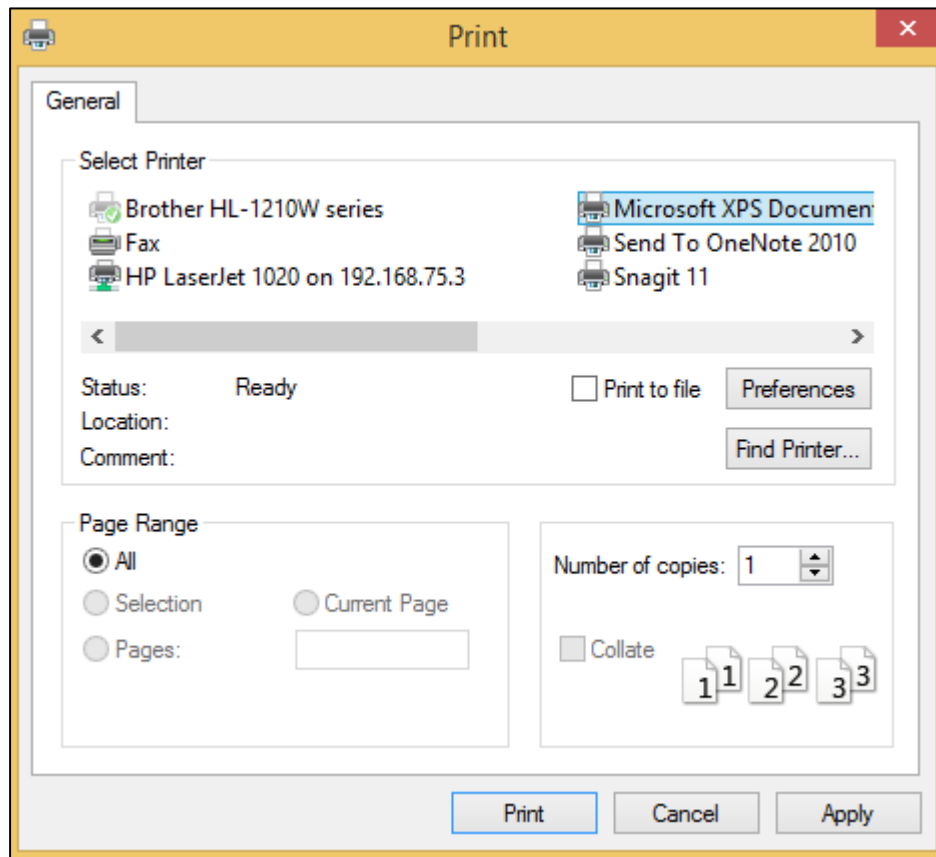 Print
General
Select Printer
Brother HL-1210W series
Microsoft XPS Documen
Fax
Send To OneNote 2010
HP LaserJet 1020 on 192.168.75.3
Snagit 11
Status: Ready
Print to file
Preferences
Location:
Comment:
Find Printer...
Page Range
All
Selection
Current Page
Pages:
Number of copies: 1
Collate
1 1 2 2 3 3
Print
Cancel
Apply